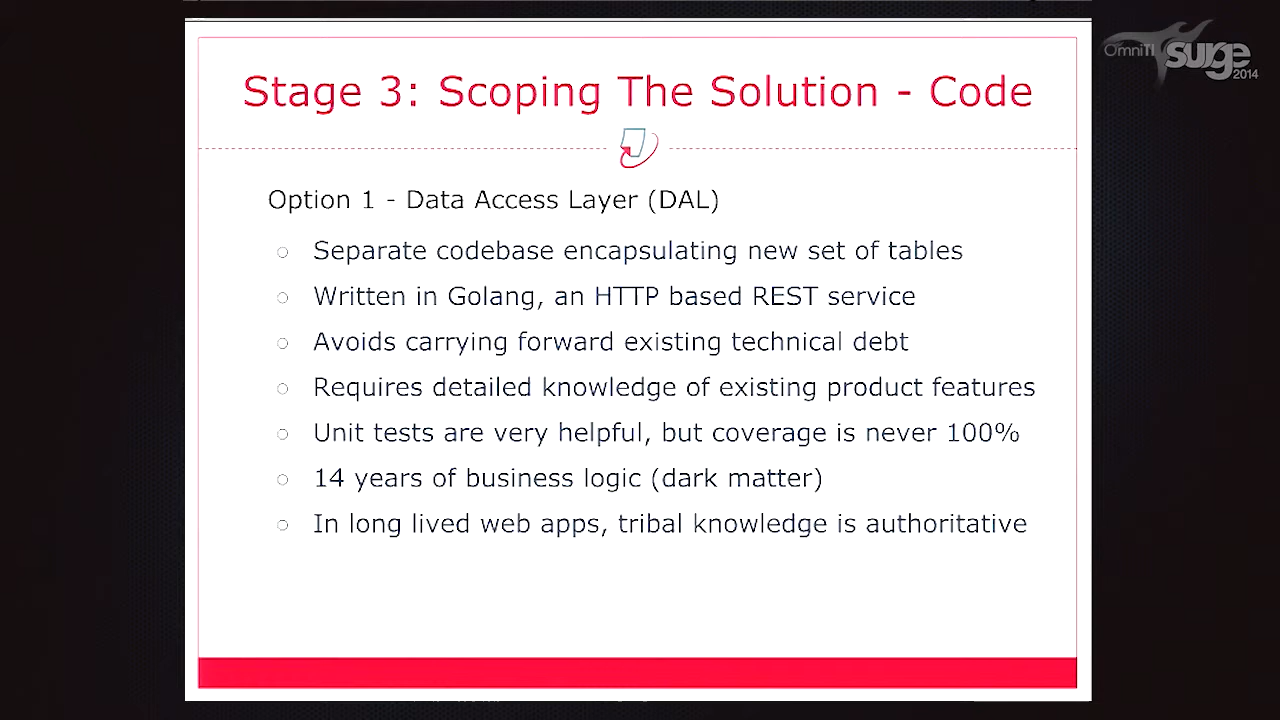 OmniTI surge 2014
Stage 3: Scoping The Solution - Code
Option 1 - Data Access Layer (DAL)
Separate codebase encapsulating new set of tables
Written in Golang, an HTTP based REST service
Avoids carrying forward existing technical debt
Requires detailed knowledge of existing product features
Unit tests are very helpful, but coverage is never 100%
14 years of business logic (dark matter)
In long lived web apps, tribal knowledge is authoritative